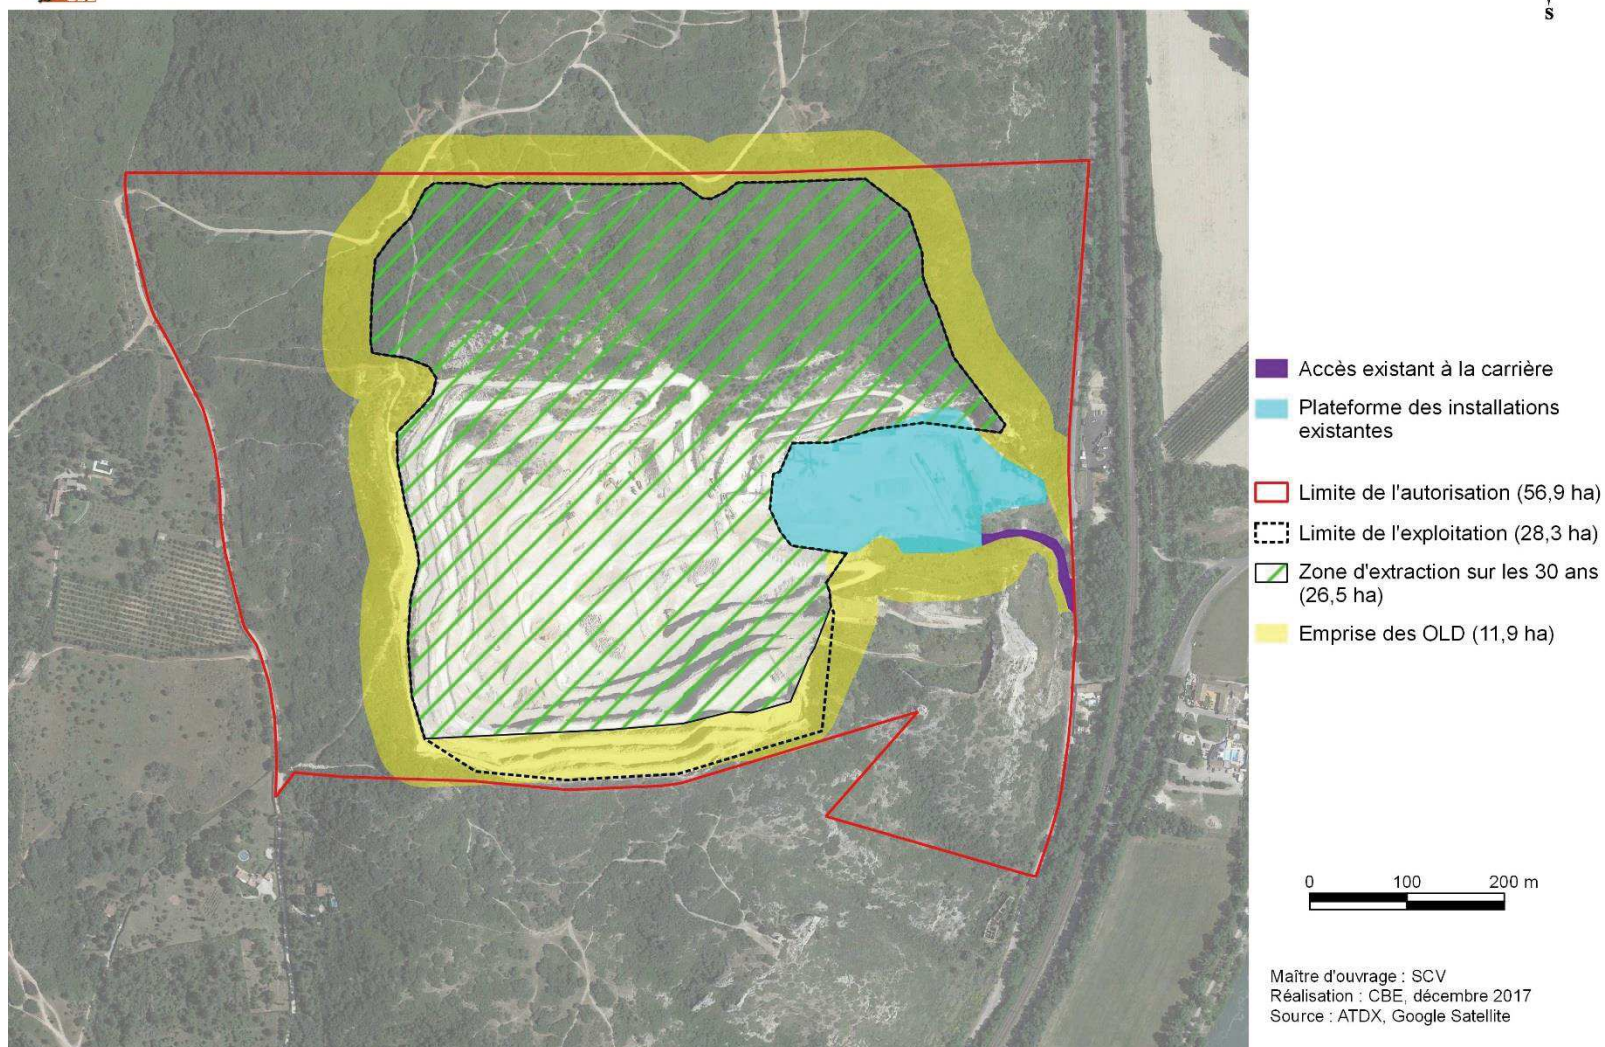 S
Accès existant à la carrière
Plateforme des installations
existantes
Limite de l'autorisation (56,9 ha)
Limite de l'exploitation (28,3 ha)
Zone d'extraction sur les 30 ans
(26,5 ha)
Emprise des OLD (11,9 ha)
0 100 200 m
Maître d'ouvrage : SCV
Réalisation : CBE, décembre 2017
Source : ATDX, Google Satellite